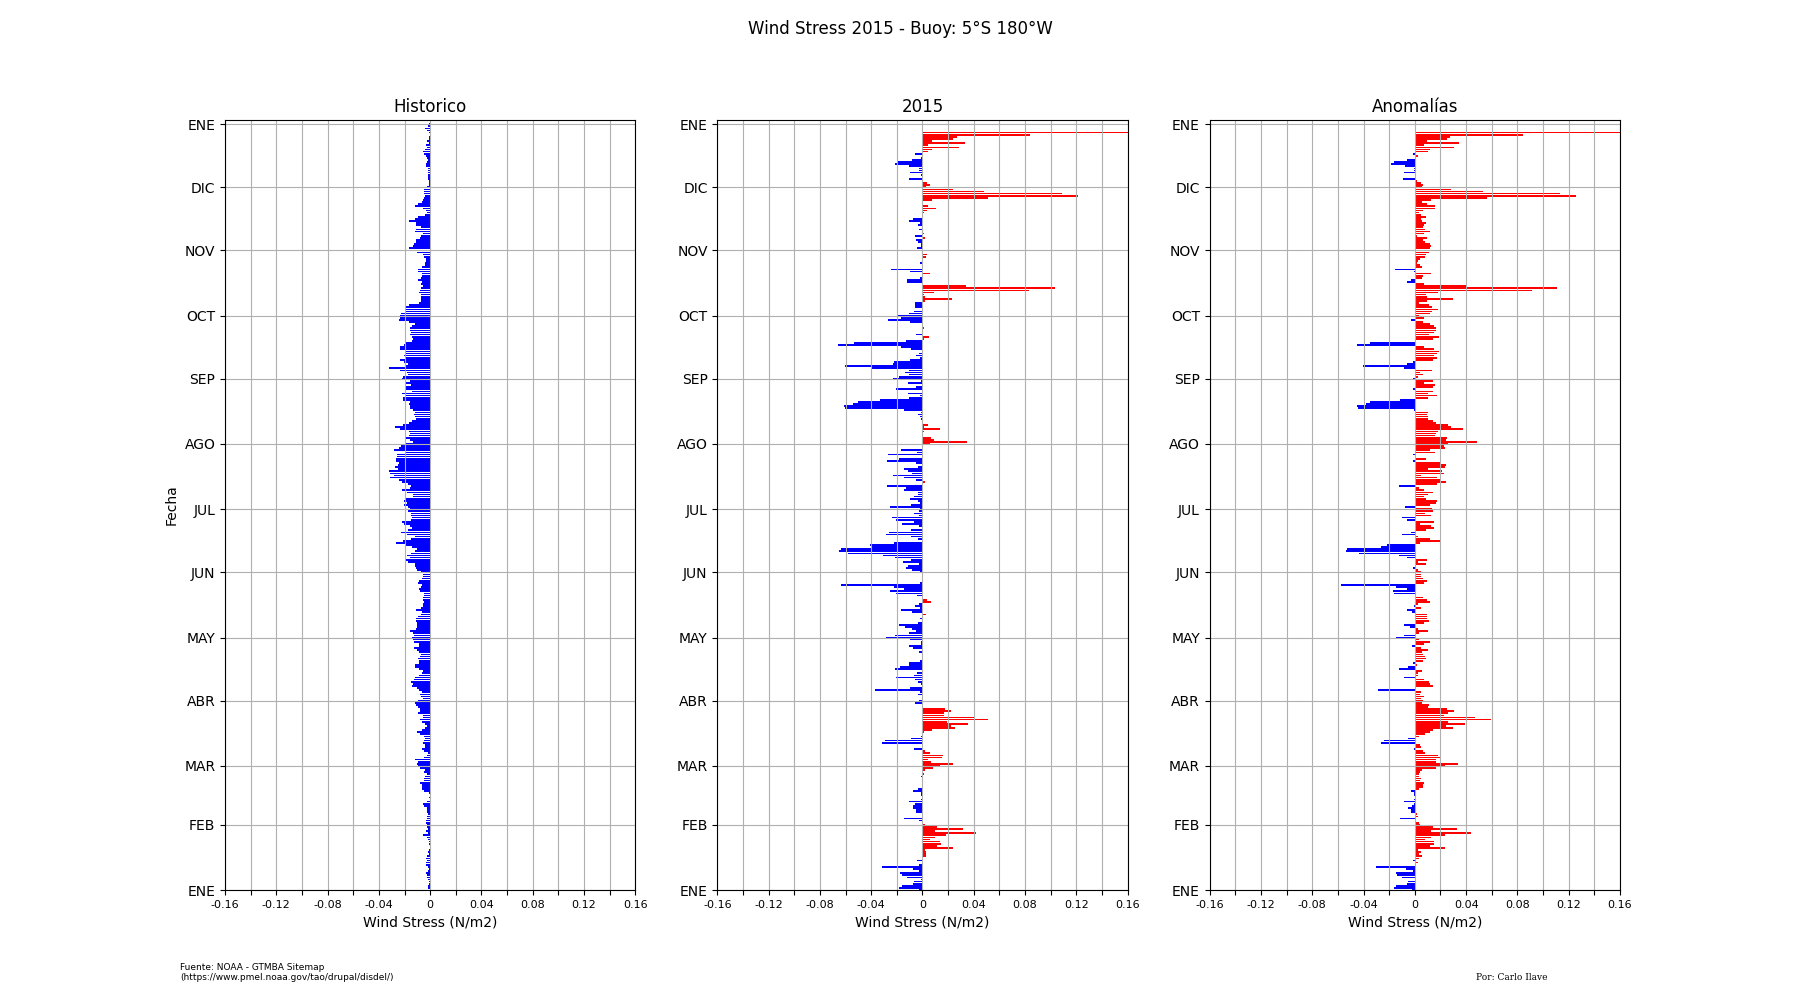 Wind Stress 2015 - Buoy: 5°S 180°W
Historico
2015
Anomalías
ENE
DIC
NOV
OCT
SEP
AGO
JUL
JUN
MAY
ABR
MAR
FEB
ENE
Fecha
-0.16 -0.12 -0.08 -0.04 0 0.04 0.08 0.12 0.16
Wind Stress (N/m2)
ENE
DIC
NOV
OCT
SEP
AGO
JUL
JUN
MAY
ABR
MAR
FEB
ENE
-0.16 -0.12 -0.08 -0.04 0 0.04 0.08 0.12 0.16
Wind Stress (N/m2)
ENE
DIC
NOV
OCT
SEP
AGO
JUL
JUN
MAY
ABR
MAR
FEB
ENE
-0.16 -0.12 -0.08 -0.04 0 0.04 0.08 0.12 0.16
Wind Stress (N/m2)
Fuente: NOAA - GTMBA Sitemap
(https://www.pmel.noaa.gov/tao/drupal/disdel/)
Por: Carlo Ilave